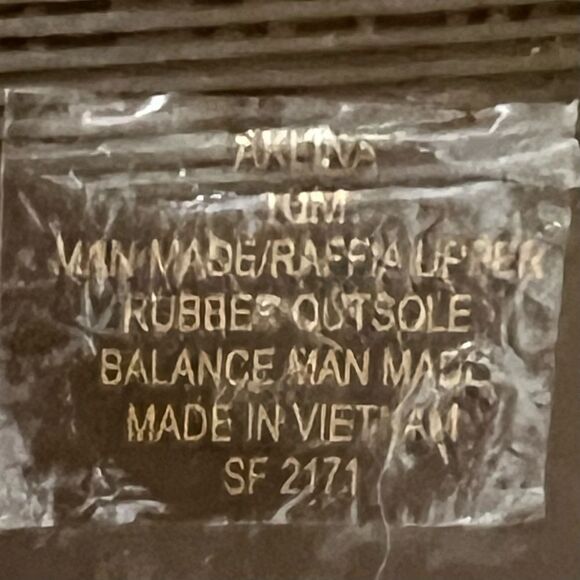 10M
MAN MADE/RAFFIA UPPER
RUBBER OUTSOLE
BALANCE MAN MADE
MADE IN VIETNAM
SF 2171